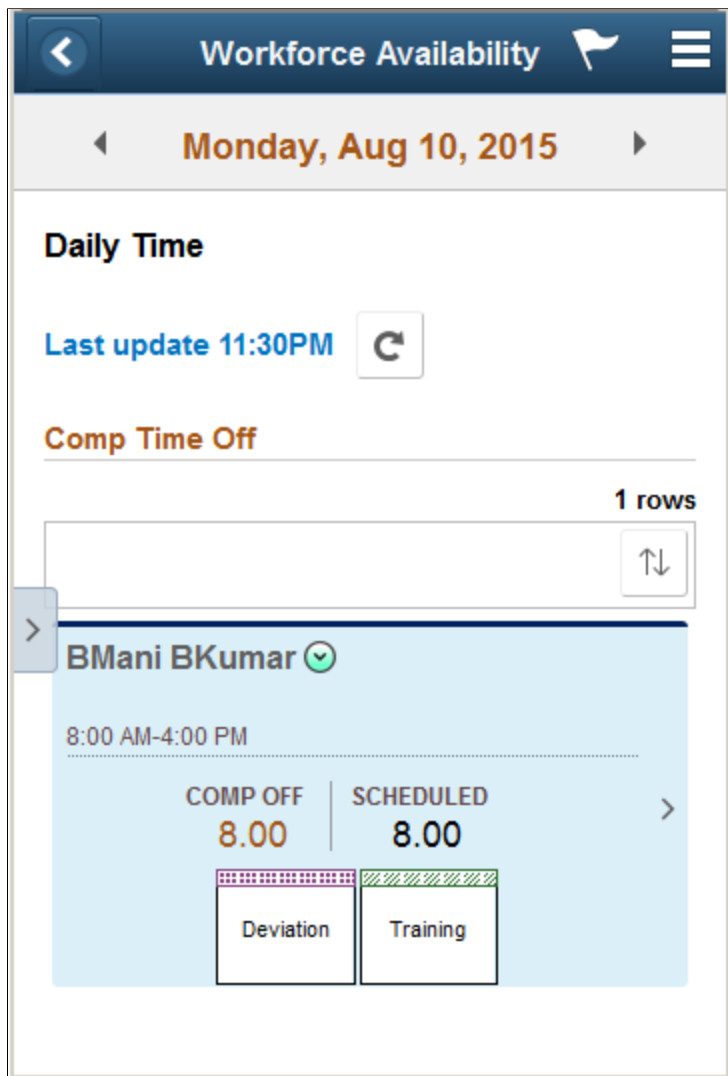 Workforce Availability
Monday, Aug 10, 2015
Daily Time
Last update 11:30PM
Comp Time Off
1 rows
BMani BKumar
8:00 AM-4:00 PM
COMP OFF SCHEDULED
8.00 8.00
Deviation Training